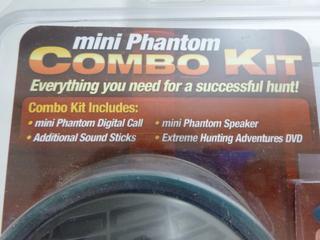 mini Phantom
COMBO KIT
Everything you need for a successful hunt!
Combo Kit Includes:
• mini Phantom Digital Call
• mini Phantom Speaker
• Additional Sound Sticks
• Extreme Hunting Adventures DVD